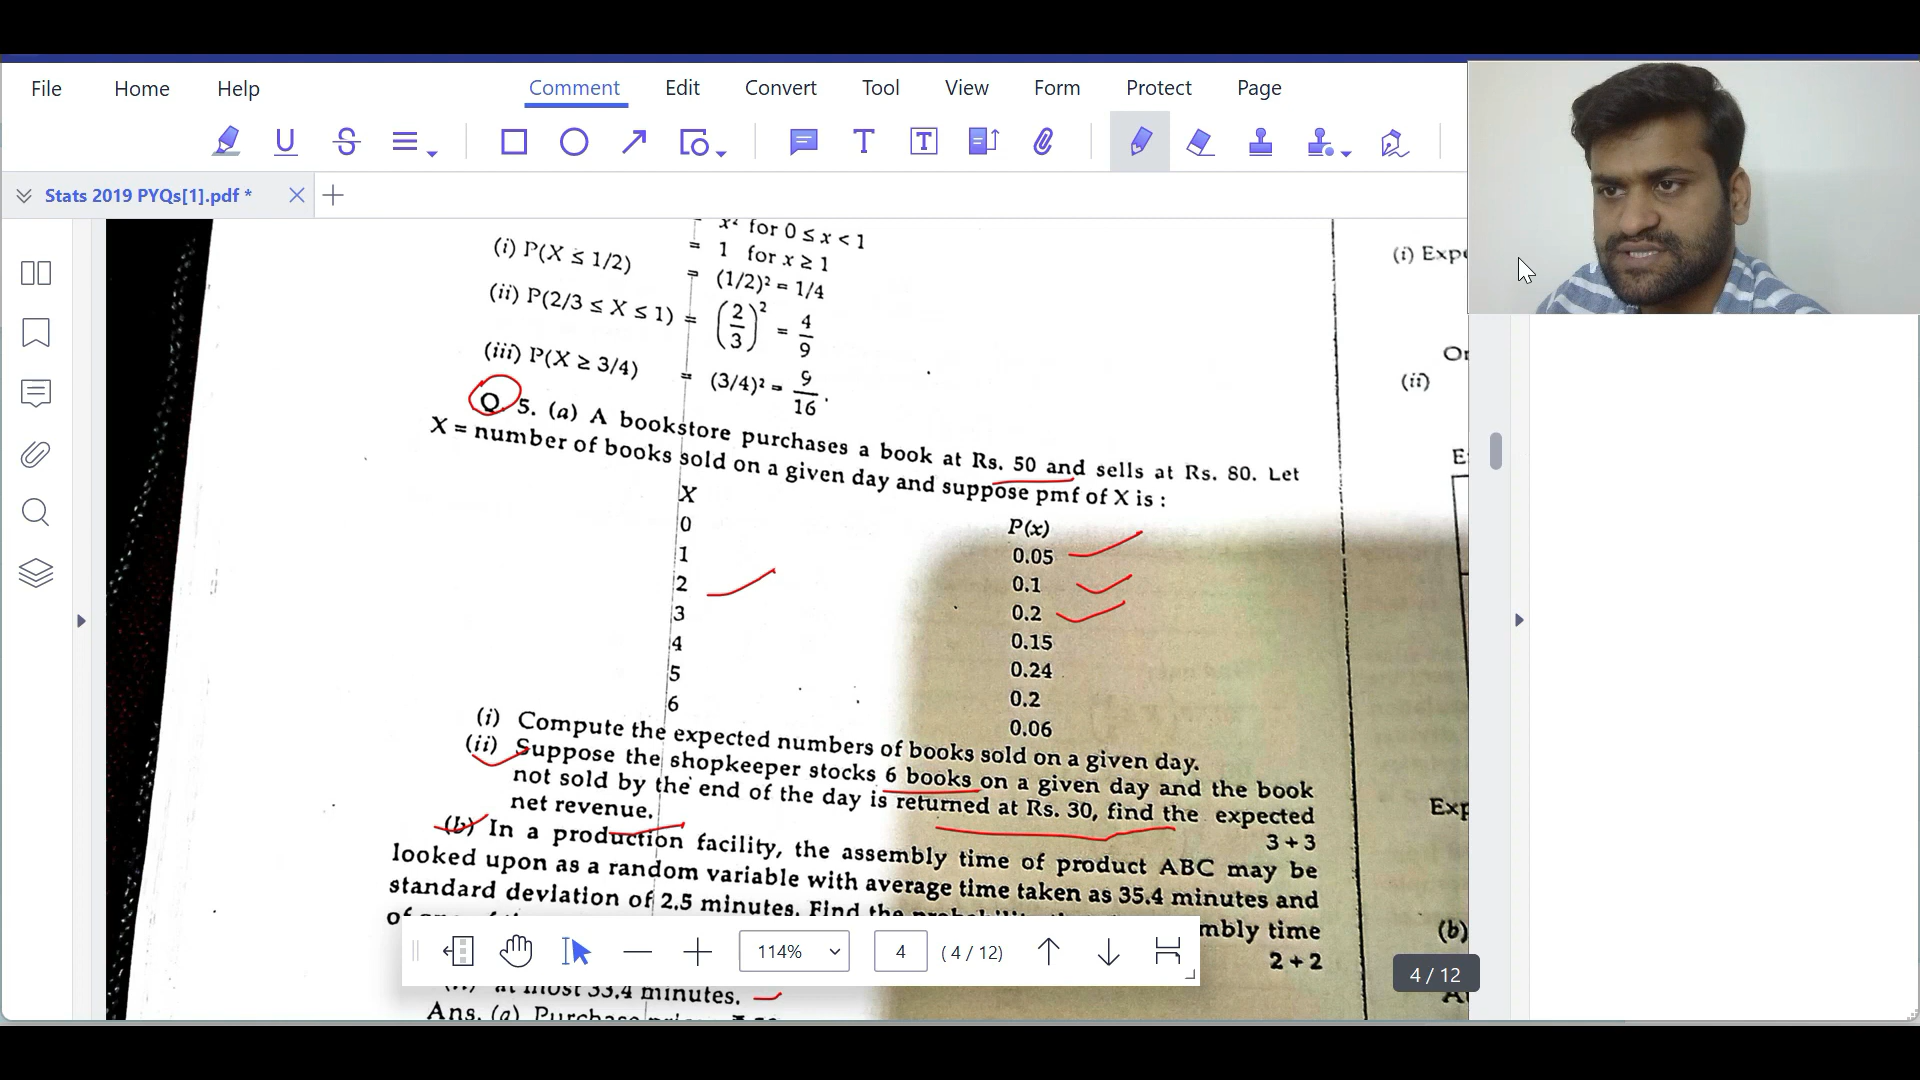 File Home Help Comment Edit Convert Tool View Form Protect Page
Stats 2019 PYQs[1].pdf *
x² for 0 ≤ x < 1
= 1 for x ≥ 1
(i) P(X ≤ 1/2) = (1/2)² = 1/4
(ii) P(2/3 ≤ X ≤ 1) = (2/3)² = 4/9
(iii) P(X ≥ 3/4) = (3/4)² = 9/16.
Q. 5. (a) A bookstore purchases a book at Rs. 50 and sells at Rs. 80. Let
X = number of books sold on a given day and suppose pmf of X is :
X P(x)
0 0.05
1 0.1
2 0.2
3 0.15
4 0.24
5 0.2
6 0.06
(i) Compute the expected numbers of books sold on a given day.
(ii) Suppose the shopkeeper stocks 6 books on a given day and the book
not sold by the end of the day is returned at Rs. 30, find the expected
net revenue. 3 + 3
(b) In a production facility, the assembly time of product ABC may be
looked upon as a random variable with average time taken as 35.4 minutes and
standard deviation of 2.5 minutes. Find the
mbly time
2 + 2
at most 33.4 minutes.
Ans. (a) Purchase
(i) Exp
Or
(ii)
E
Exp
(b)
A
114% 4 (4 / 12)
4 / 12